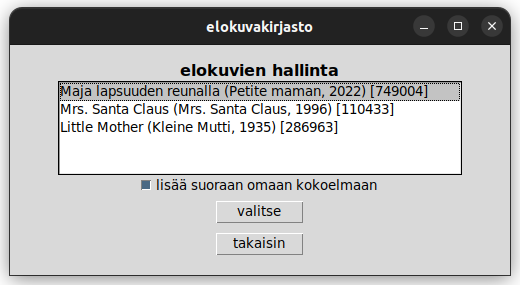 elokuvakirjasto
elokuvien hallinta
Maja lapsuuden reunalla (Petite maman, 2022) [749004]
Mrs. Santa Claus (Mrs. Santa Claus, 1996) [110433]
Little Mother (Kleine Mutti, 1935) [286963]
lisää suoraan omaan kokoelmaan
valitse
takaisin